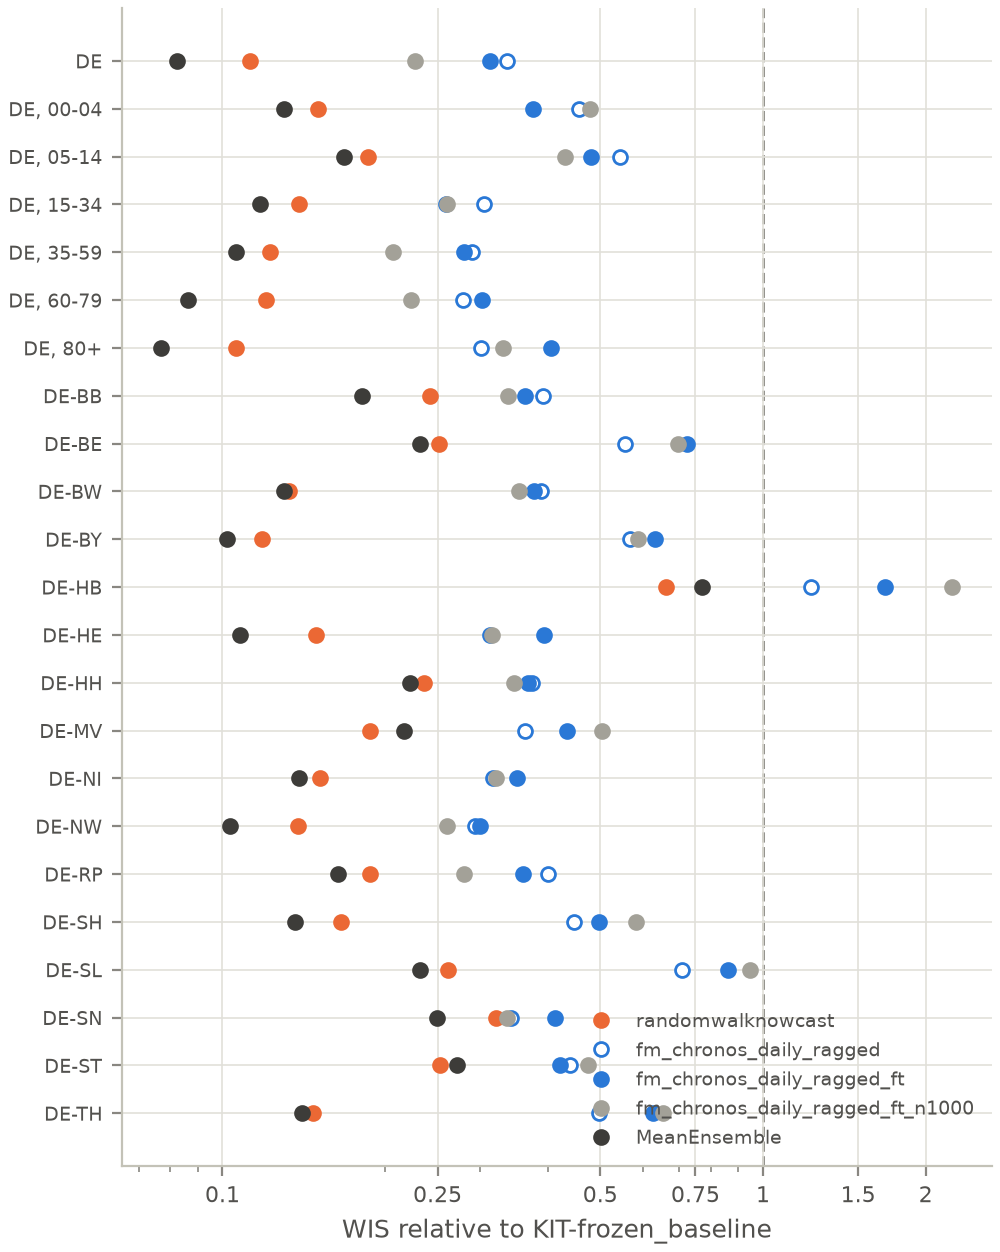 DE
DE, 00-04
DE, 05-14
DE, 15-34
DE, 35-59
DE, 60-79
DE, 80+
DE-BB
DE-BE
DE-BW
DE-BY
DE-HB
DE-HE
DE-HH
DE-MV
DE-NI
DE-NW
DE-RP
DE-SH
DE-SL
DE-SN
DE-ST
DE-TH
randomwalknowcast
fm_chronos_daily_ragged
fm_chronos_daily_ragged_ft
fm_chronos_daily_ragged_ft_n1000
MeanEnsemble
0.1 0.25 0.5 0.75 1 1.5 2
WIS relative to KIT-frozen_baseline